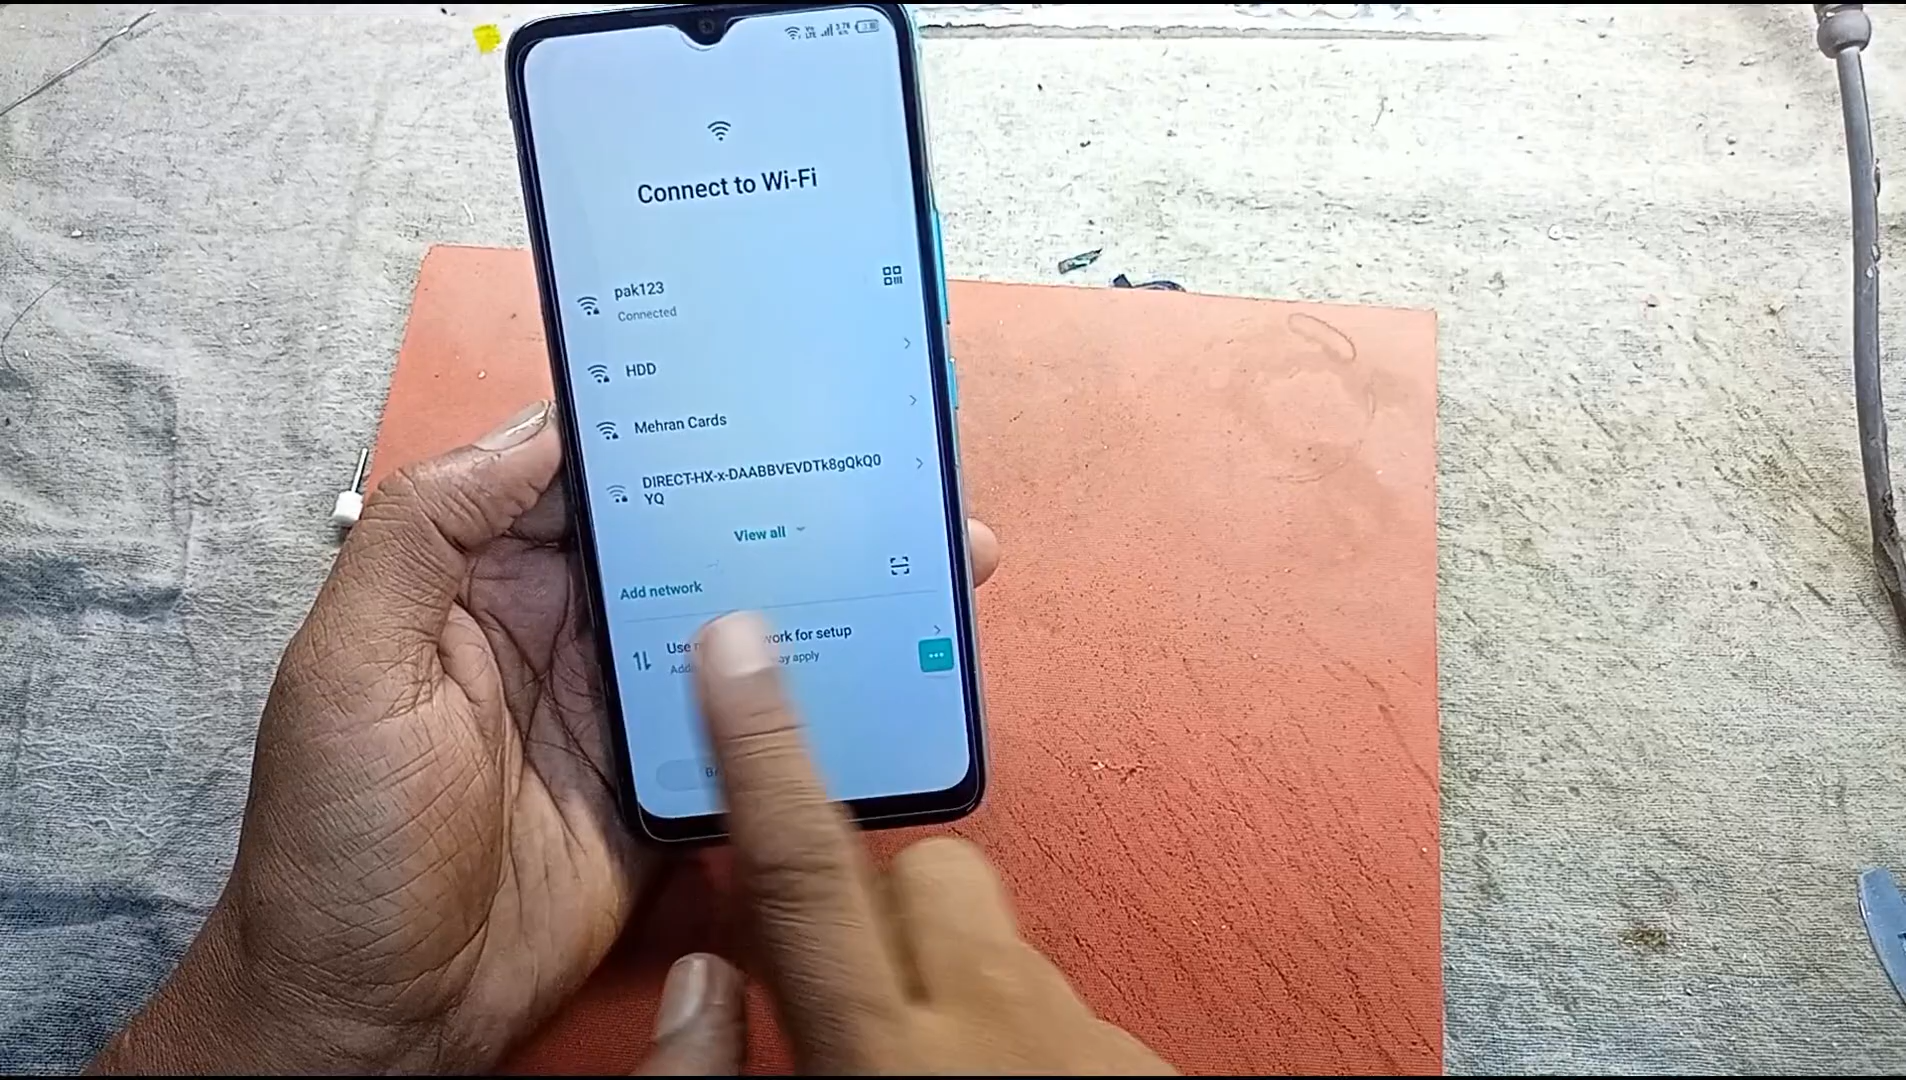 Connect to Wi-Fi
pak123
Connected
HDD
Mehran Cards
DIRECT-HX-x-DAABBVEVDTk8gQkQ0
YQ
View all
Add network
Use for setup
apply